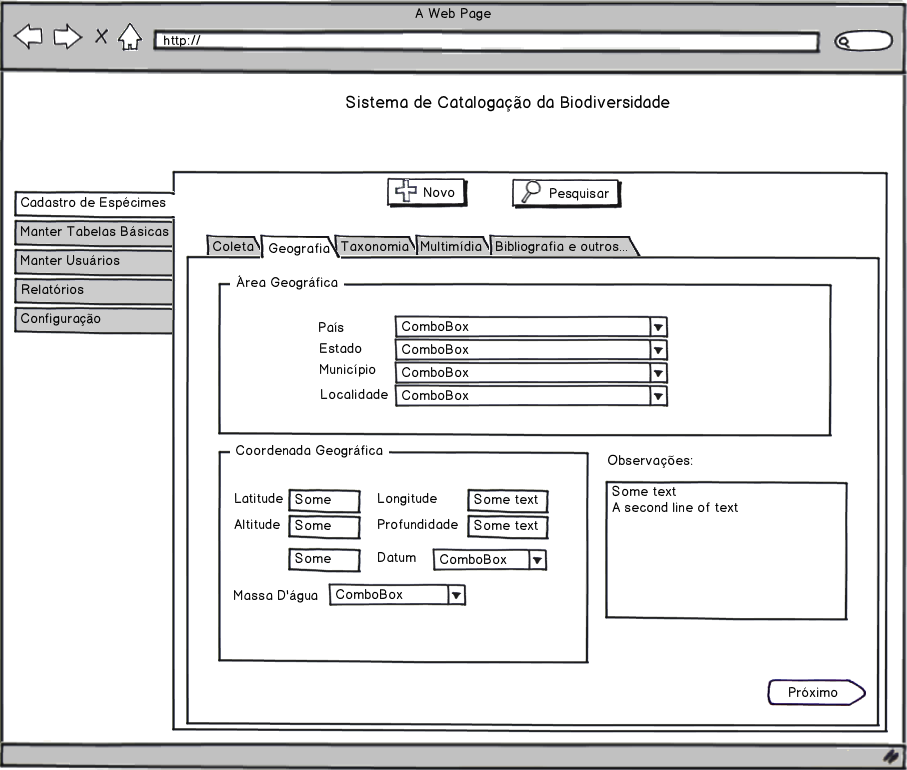 A Web Page
http://
Sistema de Catalogação da Biodiversidade
Novo Pesquisar
Cadastro de Espécimes
Manter Tabelas Básicas
Manter Usuários
Relatórios
Configuração
Coleta Geografia Taxonomia Multimídia Bibliografia e outros...
Àrea Geográfica
País ComboBox
Estado ComboBox
Município ComboBox
Localidade ComboBox
Coordenada Geográfica
Latitude Some Longitude Some text
Altitude Some Profundidade Some text
Some Datum ComboBox
Massa D'água ComboBox
Observações:
Some text
A second line of text
Próximo